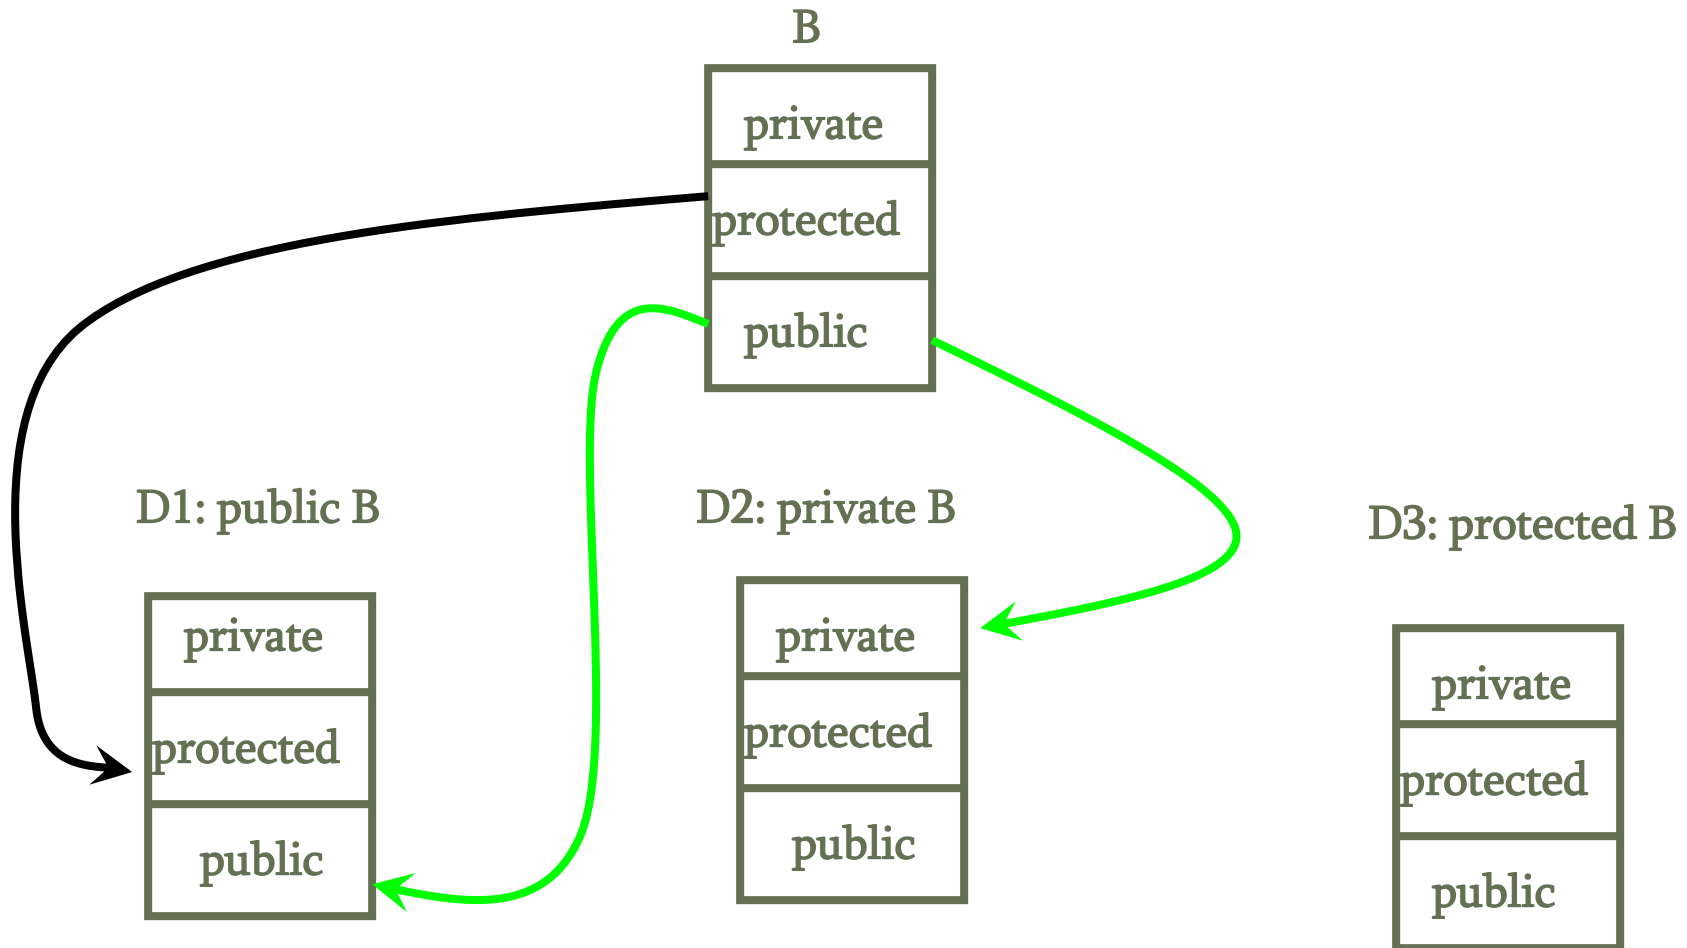 B
private
protected
public
D1: public B
private
protected
public
D2: private B
private
protected
public
D3: protected B
private
protected
public